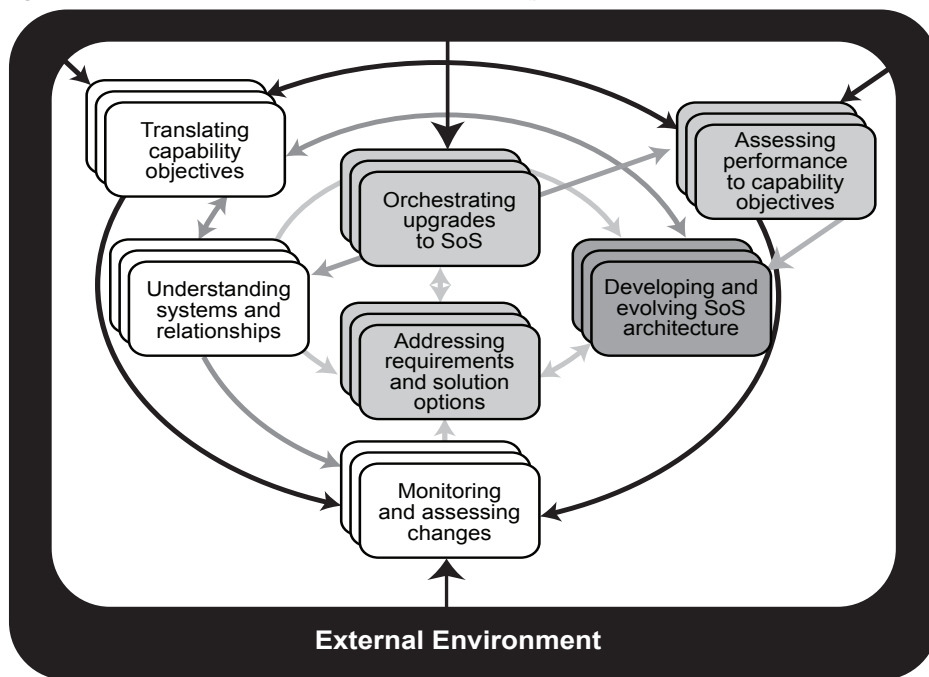 Translating
capability
objectives
Assessing
performance
to capability
objectives
Orchestrating
upgrades
to SoS
Understanding
systems and
relationships
Developing and
evolving SoS
architecture
Addressing
requirements
and solution
options
Monitoring
and assessing
changes
External Environment